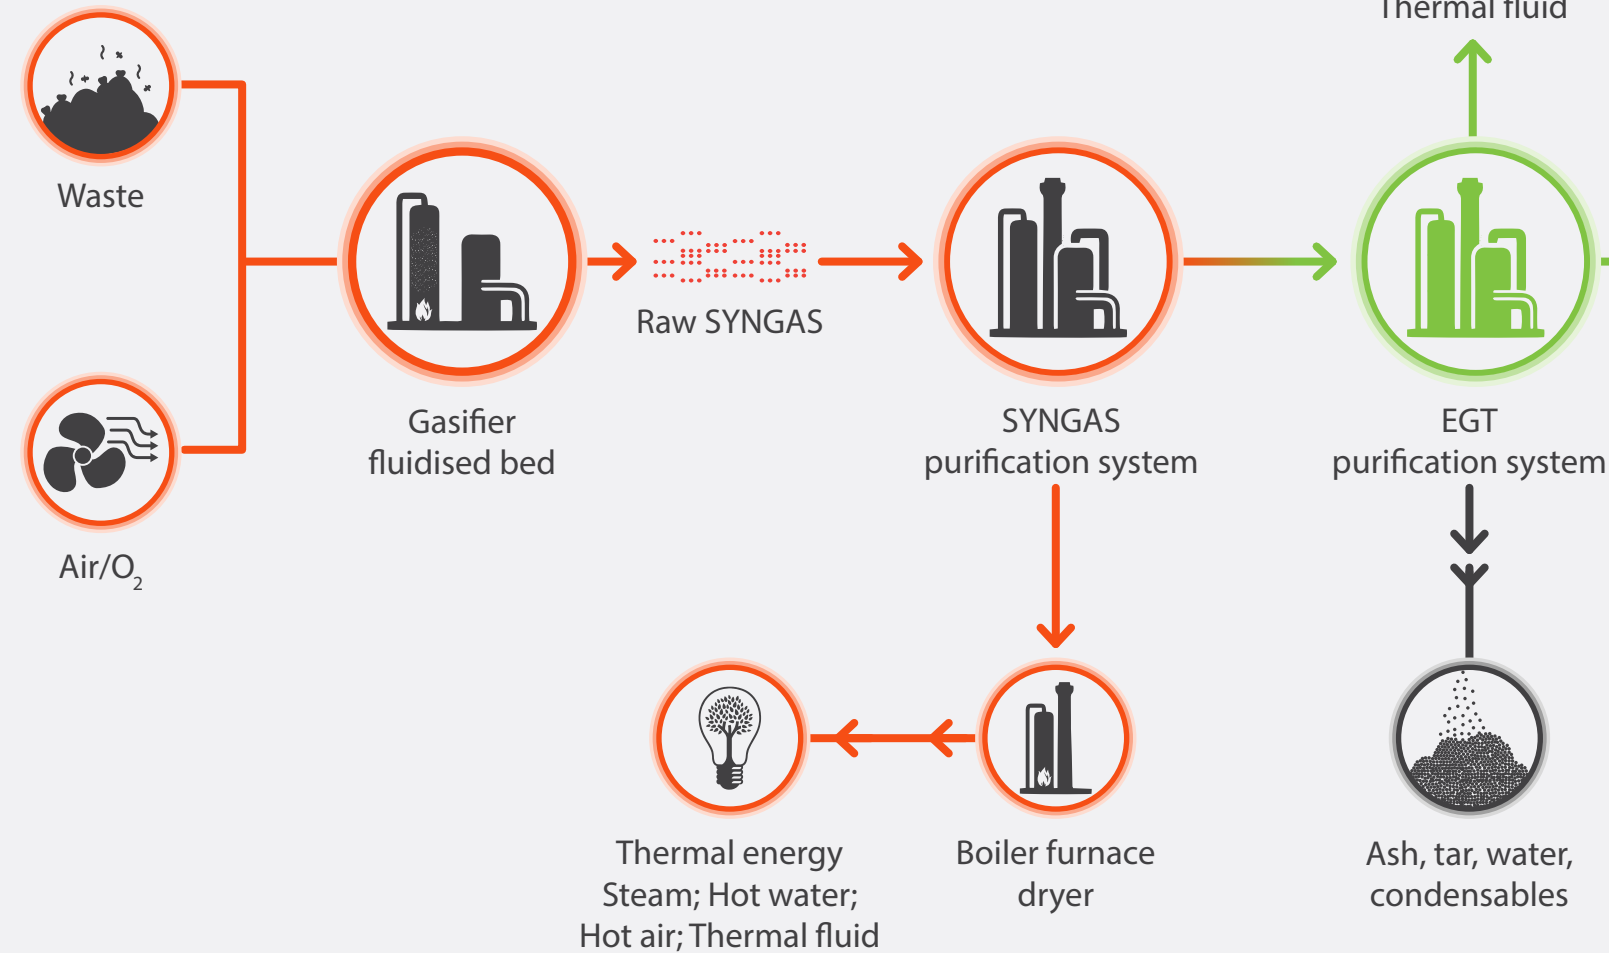 Thermal fluid
Waste
Raw SYNGAS
Gasifier
fluidised bed
SYNGAS
purification system
EGT
purification system
Air/O₂
Thermal energy
Steam; Hot water;
Hot air; Thermal fluid
Boiler furnace
dryer
Ash, tar, water,
condensables